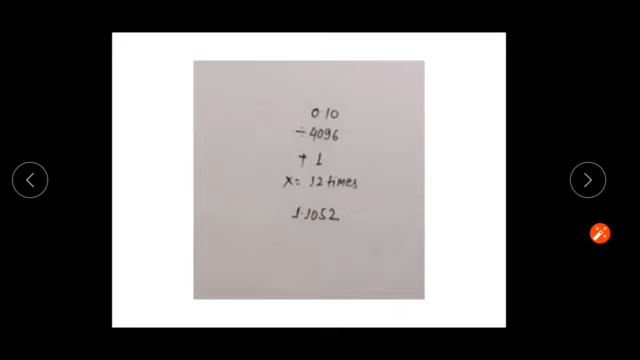 0.10
÷ 4096
+ 1
x= 12 times
1.1052